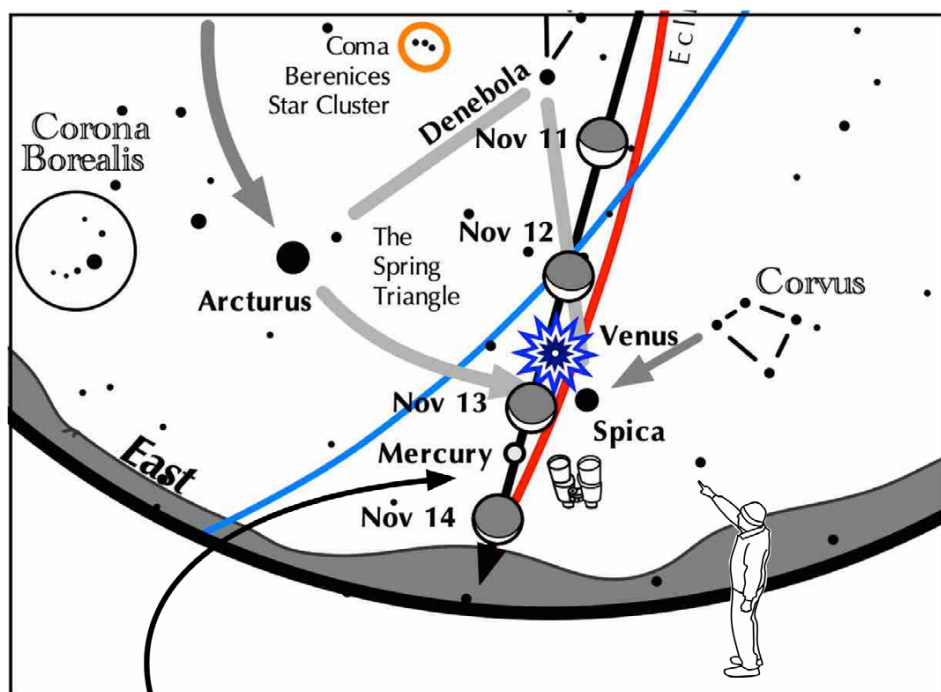 Coma
Berenices
Star Cluster
Denebola
Ecl
Nov 11
Corona
Borealis
Nov 12
The
Spring
Triangle
Arcturus
Corvus
Venus
Nov 13
Spica
Mercury
East
Nov 14